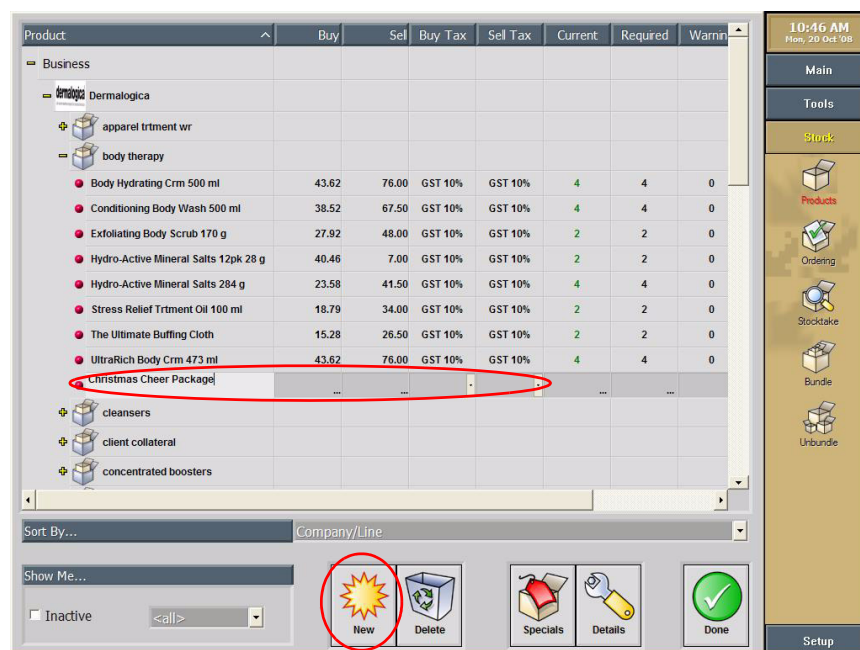 Product Buy Sell Buy Tax Sell Tax Current Required Warnin
10:46 AM
Mon, 20 Oct '08
Main
Tools
Stock
Products
Ordering
Stocktake
Bundle
Unbundle
Setup
Business
dermalogica Dermalogica
apparel trtment wr
body therapy
Body Hydrating Crm 500 ml 43.62 76.00 GST 10% GST 10% 4 4 0
Conditioning Body Wash 500 ml 38.52 67.50 GST 10% GST 10% 4 4 0
Exfoliating Body Scrub 170 g 27.92 48.00 GST 10% GST 10% 2 2 0
Hydro-Active Mineral Salts 12pk 28 g 40.46 7.00 GST 10% GST 10% 2 2 0
Hydro-Active Mineral Salts 284 g 23.58 41.50 GST 10% GST 10% 4 4 0
Stress Relief Trtment Oil 100 ml 18.79 34.00 GST 10% GST 10% 2 2 0
The Ultimate Buffing Cloth 15.28 26.50 GST 10% GST 10% 2 2 0
UltraRich Body Crm 473 ml 43.62 76.00 GST 10% GST 10% 4 4 0
Christmas Cheer Package ... ... ... ...
cleansers
client collateral
concentrated boosters
Sort By... Company/Line
Show Me...
Inactive <all>
New Delete Specials Details Done